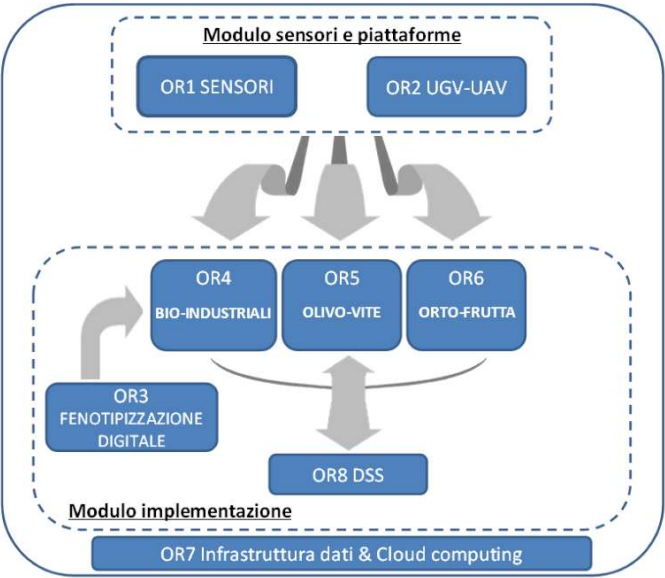 Modulo sensori e piattaforme
OR1 SENSORI
OR2 UGV-UAV
OR4
BIO-INDUSTRIALI
OR5
OLIVO-VITE
OR6
ORTO-FRUTTA
OR3
FENOTIPIZZAZIONE
DIGITALE
OR8 DSS
Modulo implementazione
OR7 Infrastruttura dati & Cloud computing